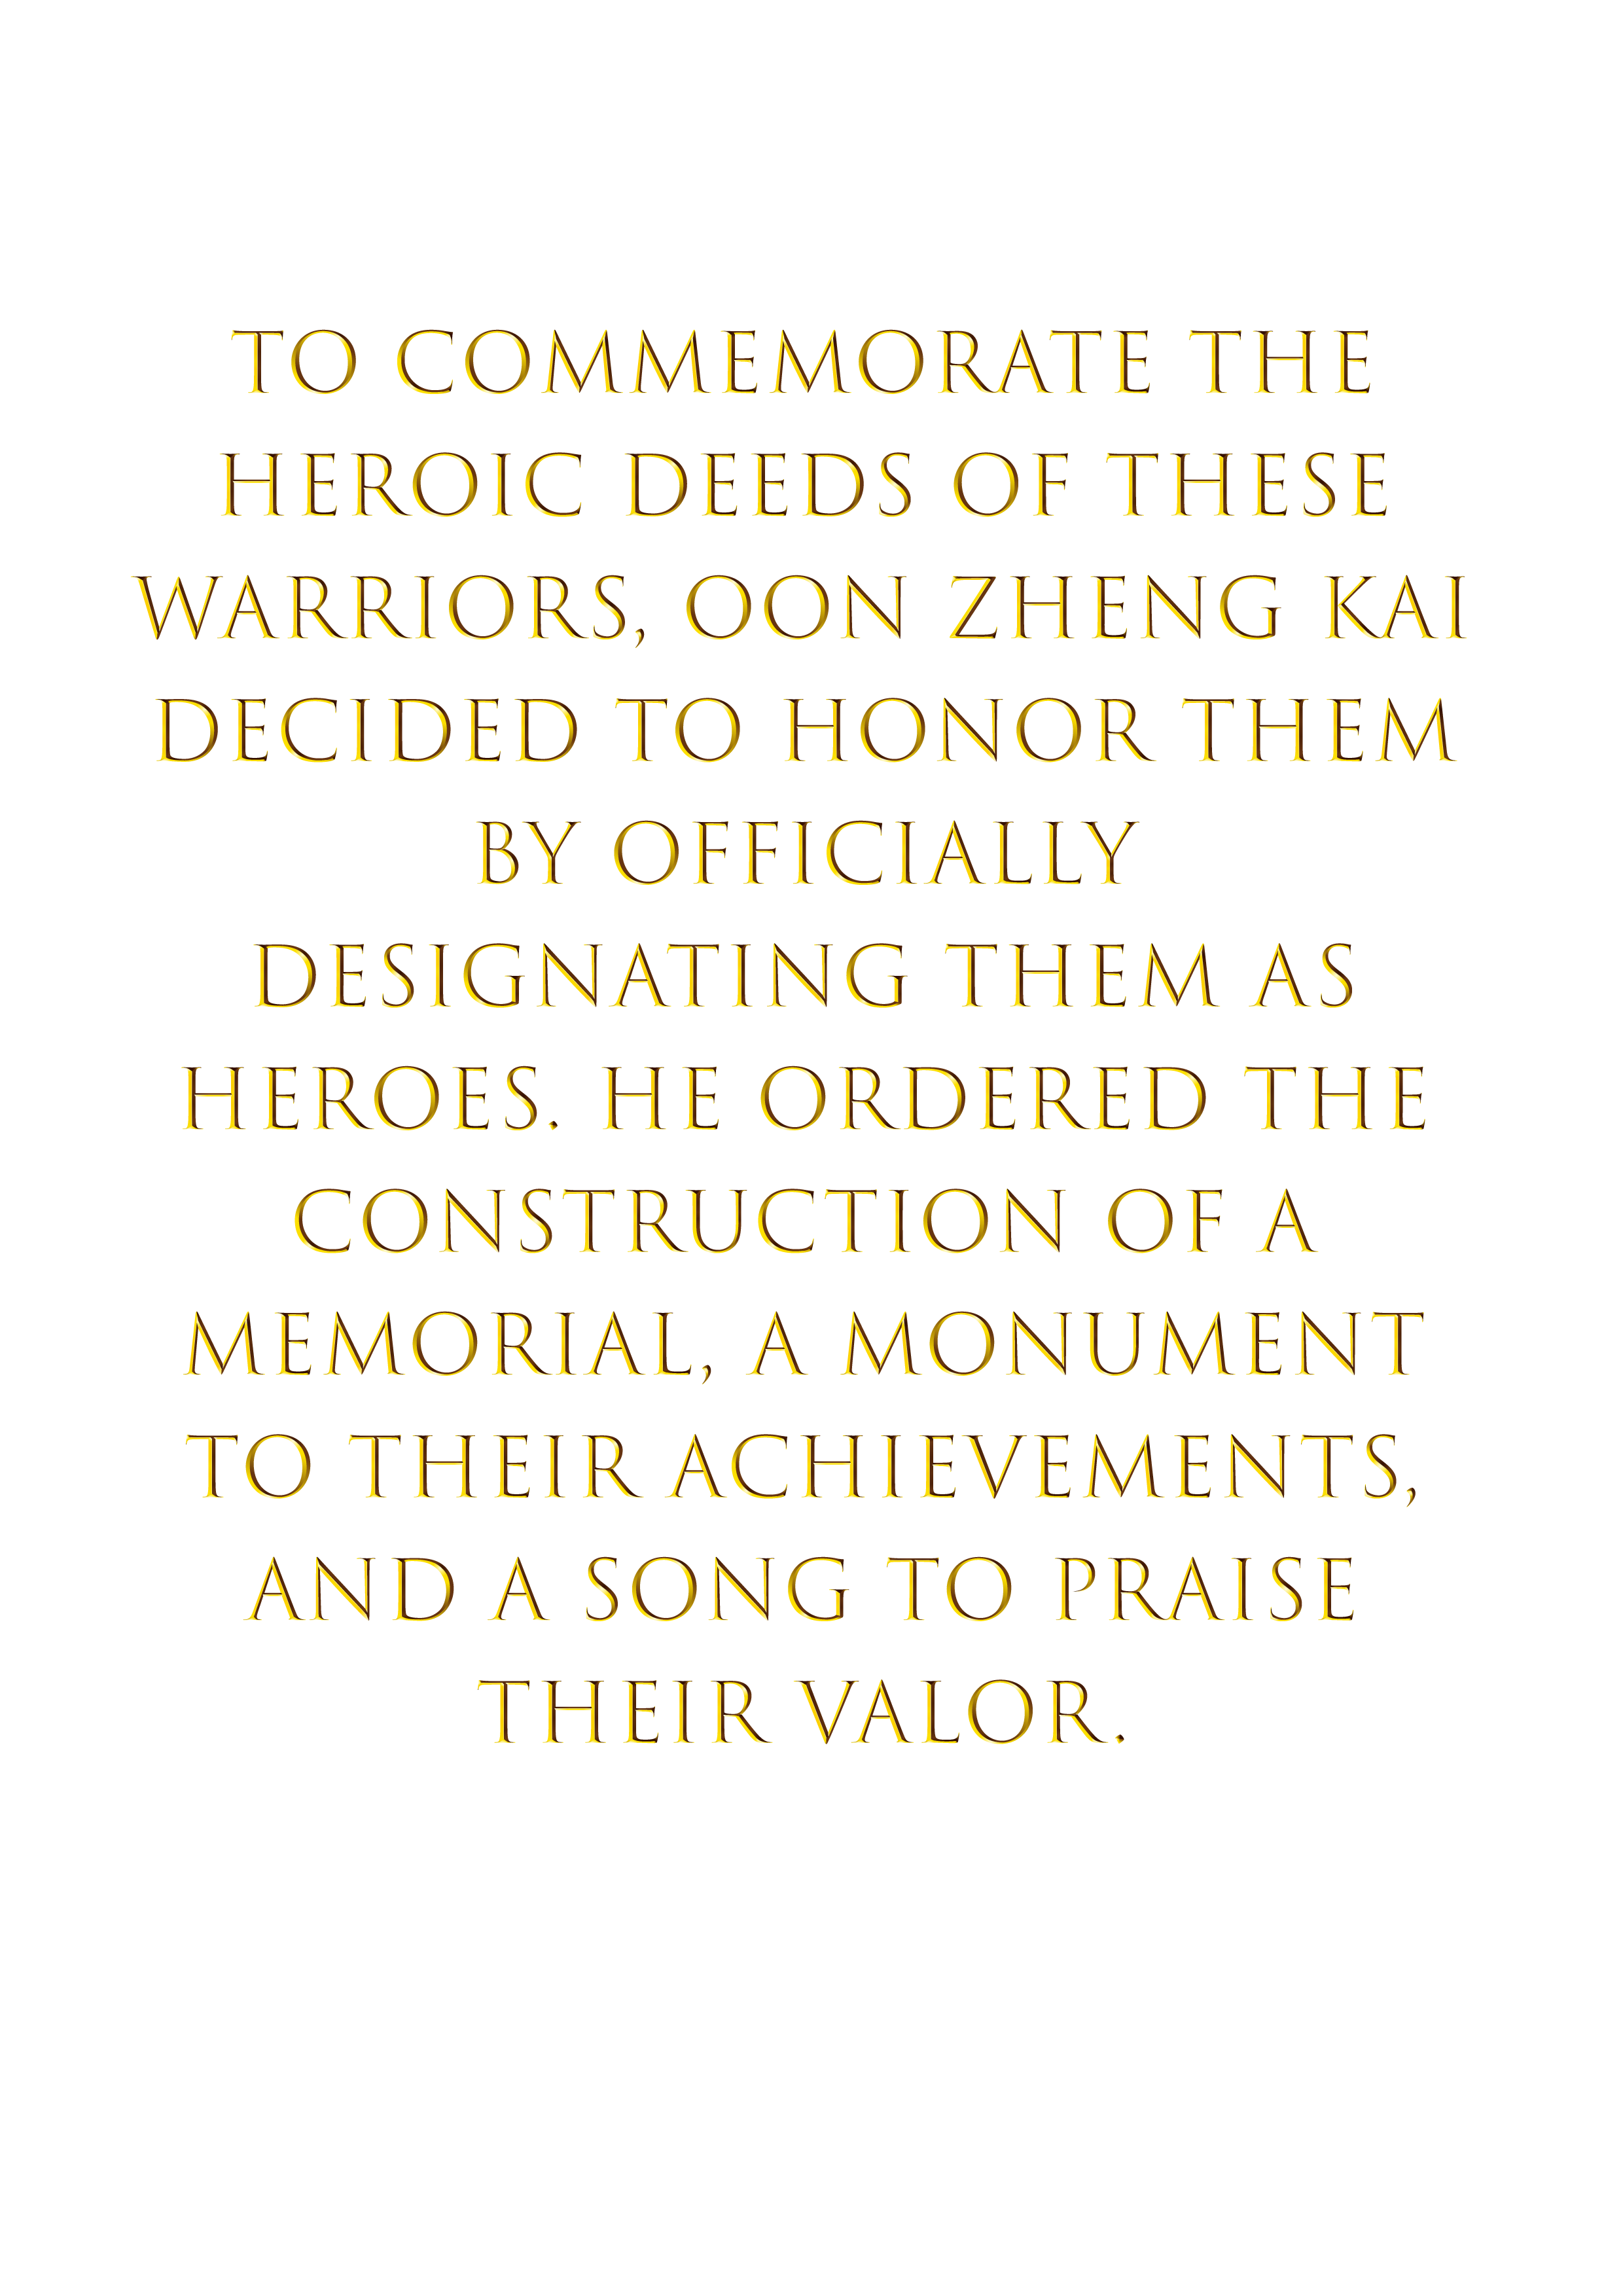 TO COMMEMORATE THE
HEROIC DEEDS OF THESE
WARRIORS, OON ZHENG KAI
DECIDED TO HONOR THEM
BY OFFICIALLY
DESIGNATING THEM AS
HEROES. HE ORDERED THE
CONSTRUCTION OF A
MEMORIAL, A MONUMENT
TO THEIR ACHIEVEMENTS,
AND A SONG TO PRAISE
THEIR VALOR.